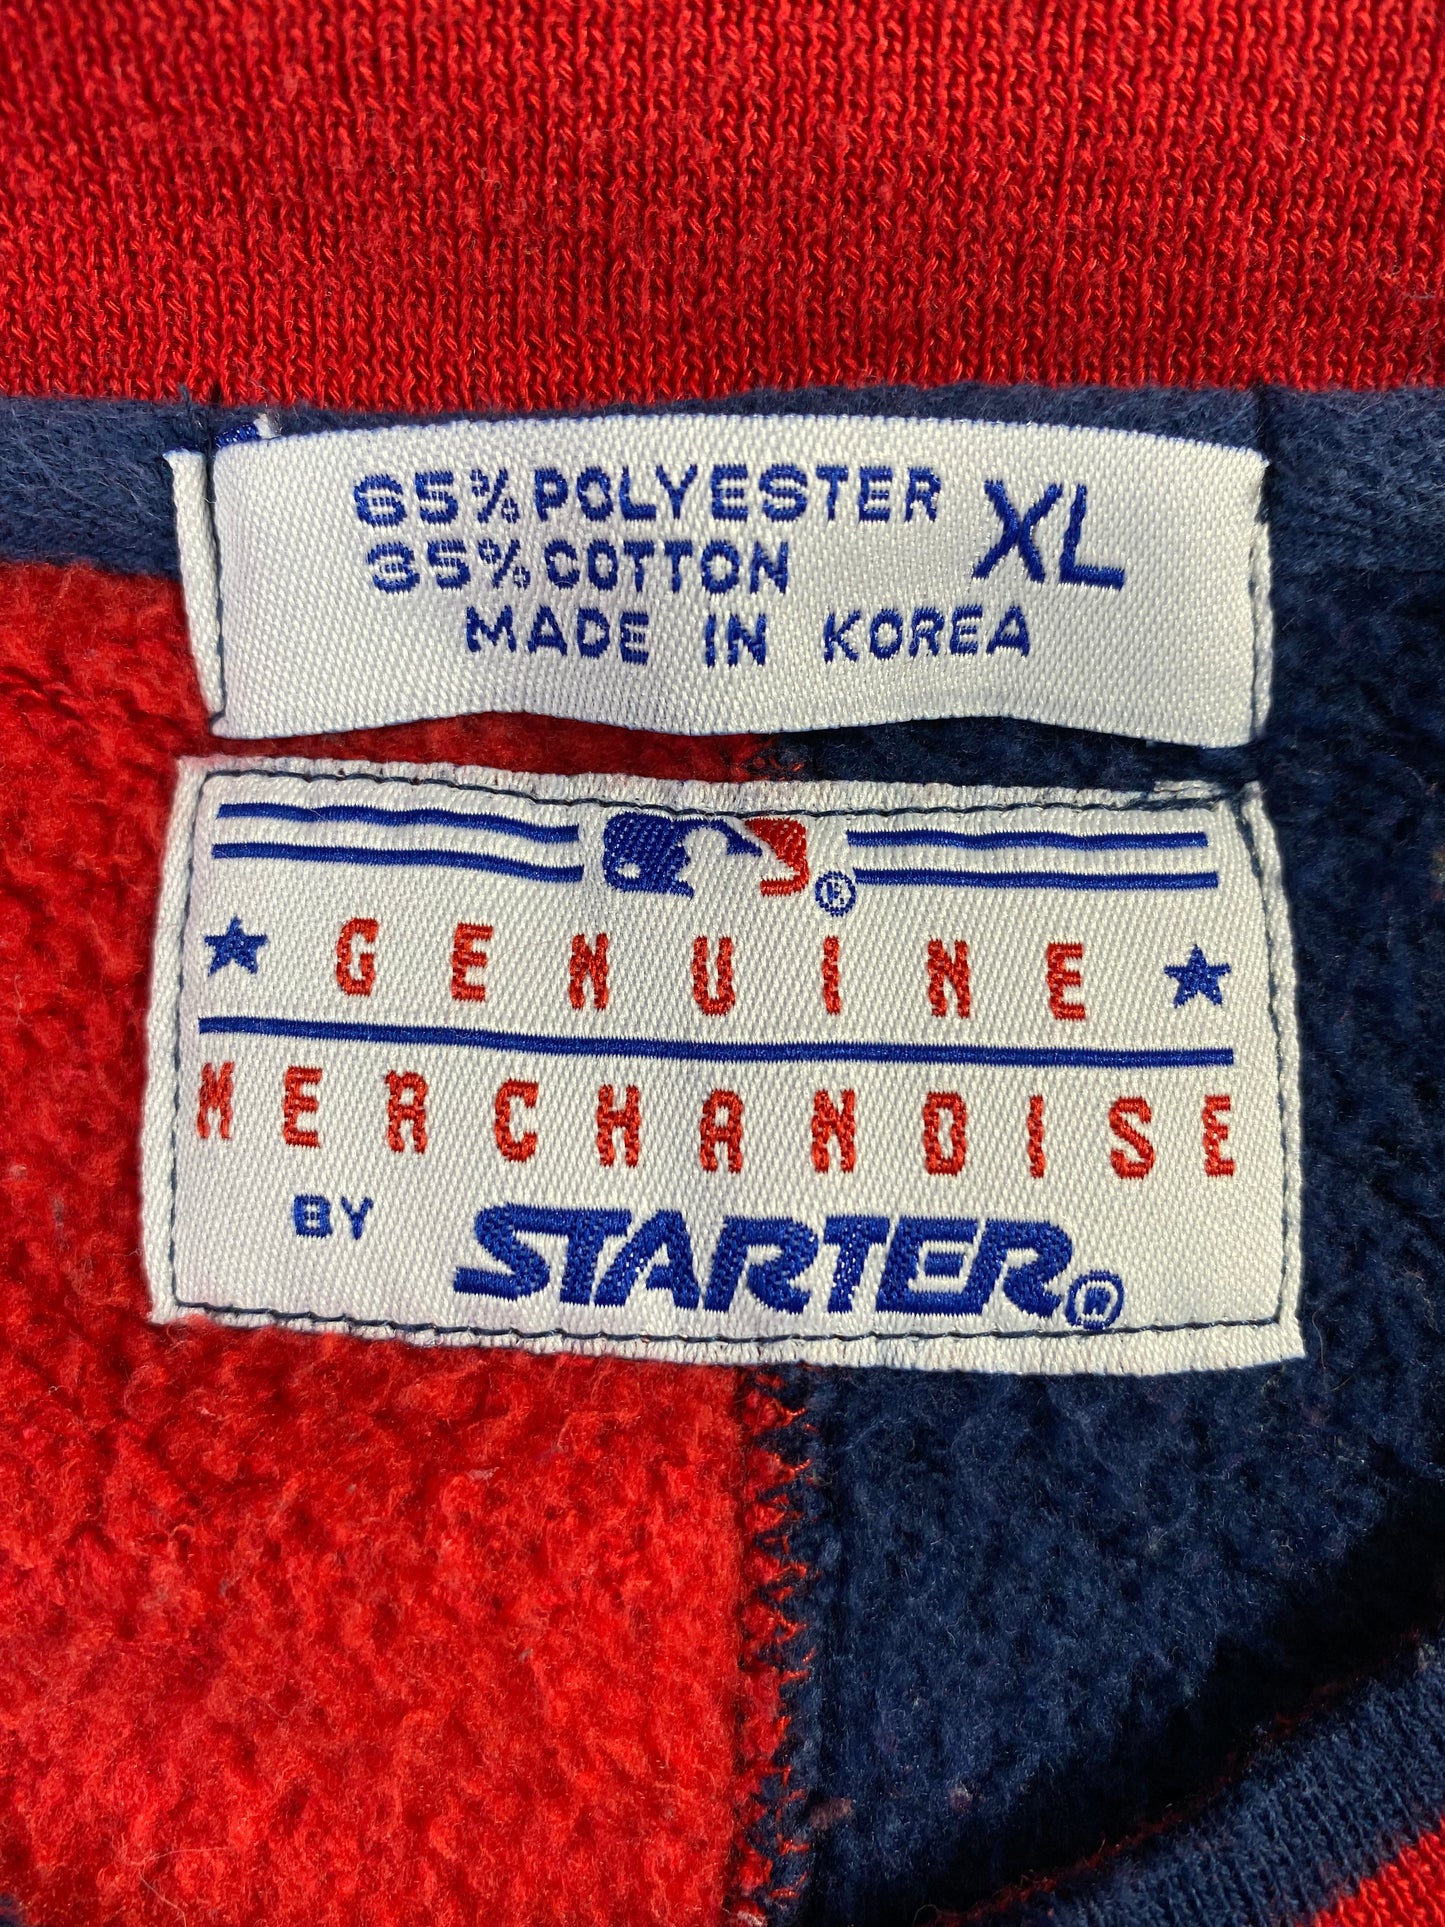 65% POLYESTER XL
35% COTTON
MADE IN KOREA
®
★ GENUINE ★
MERCHANDISE
BY STARTER®